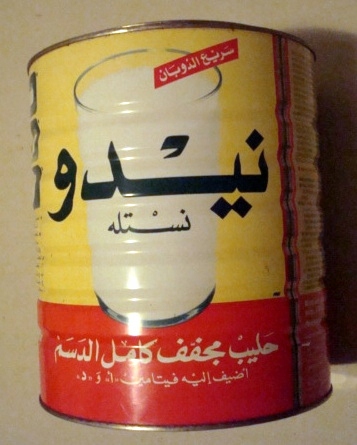 سريع الذوبان
نيدو
نستله
حليب مجفف كامل الدسم
أضيف إليه فيتامين «أ» و «د»